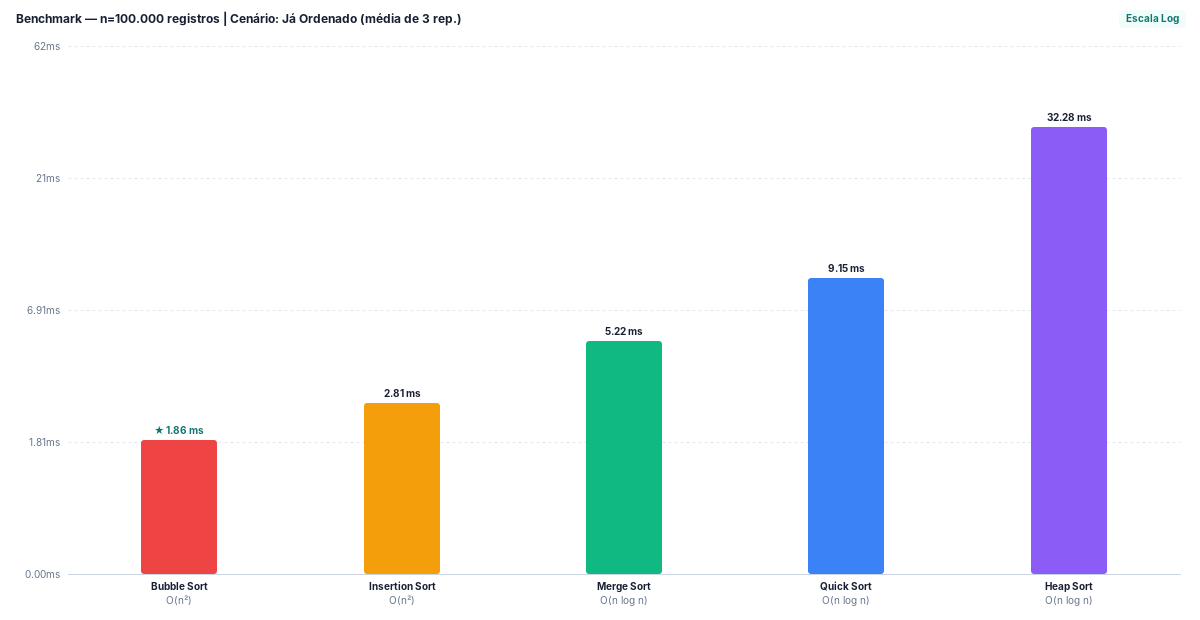 Benchmark — n=100.000 registros | Cenário: Já Ordenado (média de 3 rep.)
Escala Log
62ms
21ms
6.91ms
1.81ms
0.00ms
★ 1.86 ms
2.81 ms
5.22 ms
9.15 ms
32.28 ms
Bubble Sort
O(n²)
Insertion Sort
O(n²)
Merge Sort
O(n log n)
Quick Sort
O(n log n)
Heap Sort
O(n log n)